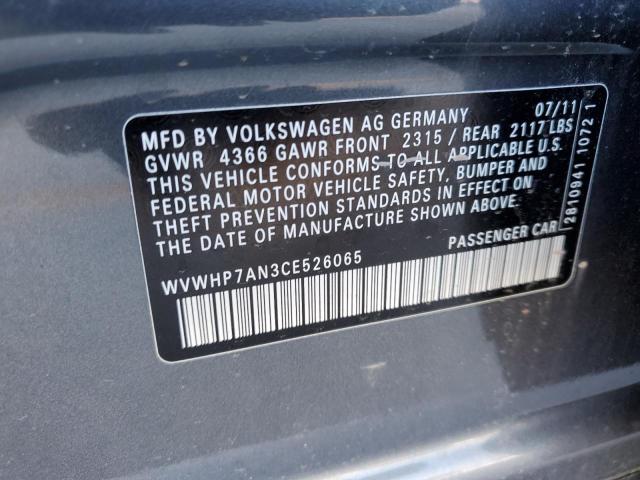 MFD BY VOLKSWAGEN AG GERMANY 07/11
GVWR 4366 GAWR FRONT 2315 / REAR 2117 LBS
THIS VEHICLE CONFORMS TO ALL APPLICABLE U.S.
FEDERAL MOTOR VEHICLE SAFETY, BUMPER AND
THEFT PREVENTION STANDARDS IN EFFECT ON
THE DATE OF MANUFACTURE SHOWN ABOVE.
WVWHP7AN3CE526065 PASSENGER CAR
2810941 1072 1